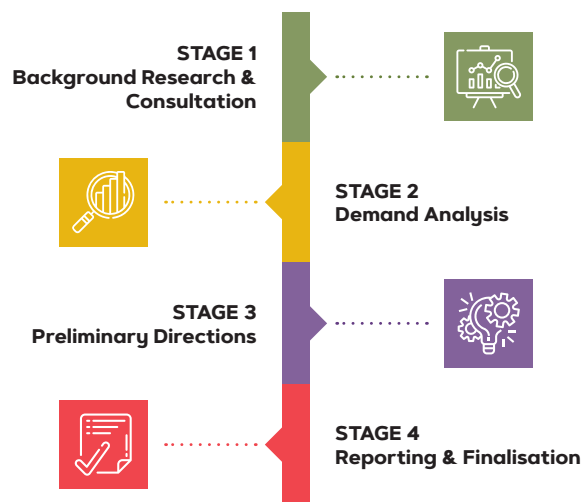 STAGE 1
Background Research &
Consultation
STAGE 2
Demand Analysis
STAGE 3
Preliminary Directions
STAGE 4
Reporting & Finalisation